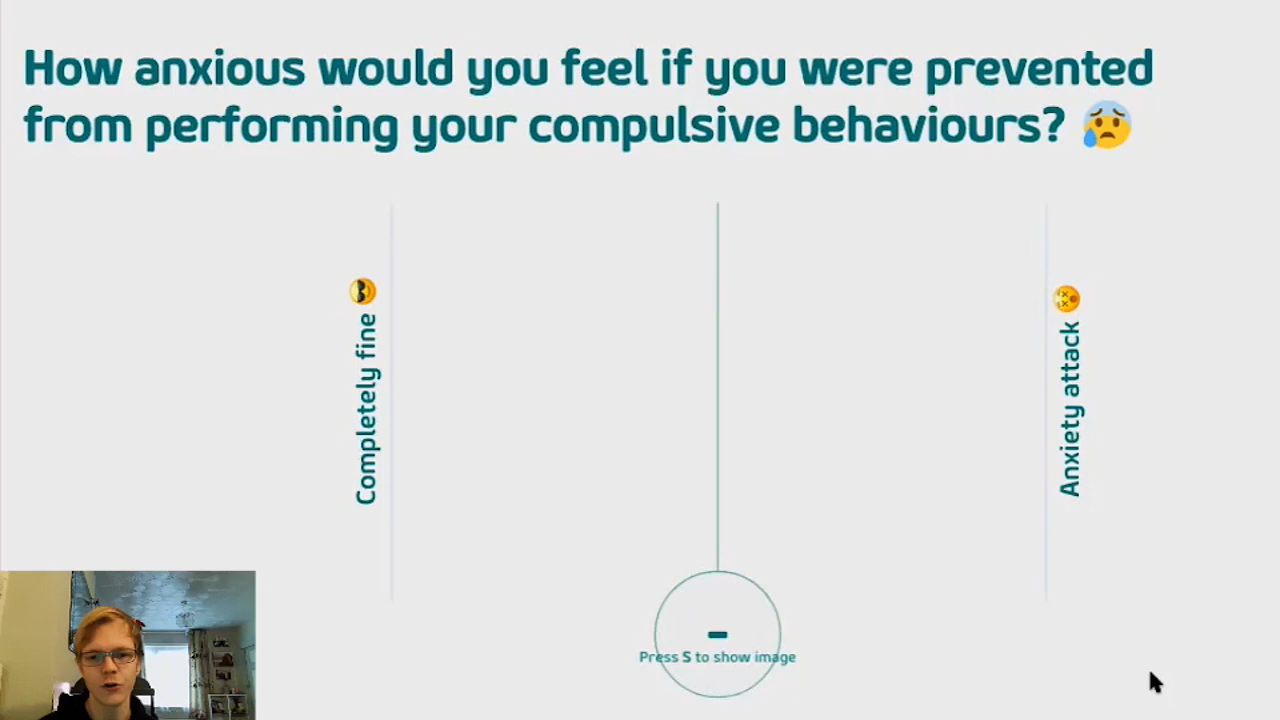 How anxious would you feel if you were prevented
from performing your compulsive behaviours? 😰
Completely fine 😎
Anxiety attack 😵
-
Press S to show image